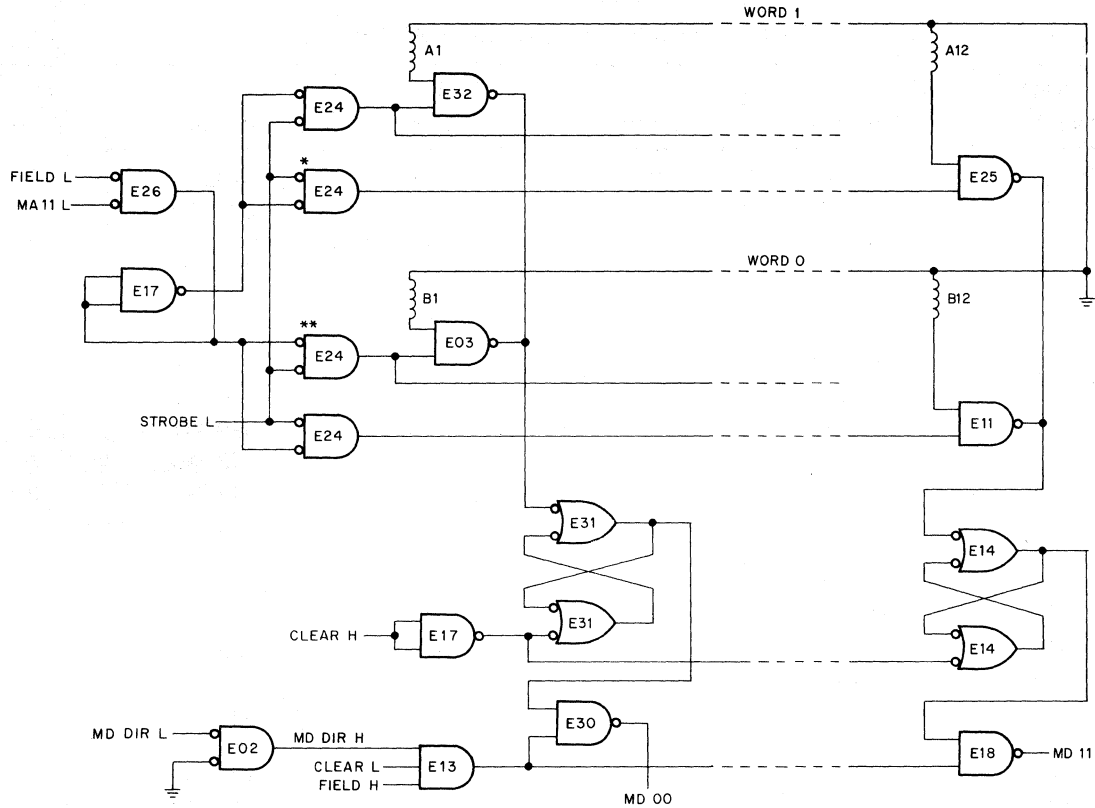 WORD 1
A1
A12
E32
E24
*
FIELD L
E26
E24
E25
MA 11 L
WORD 0
E17
B1
B12
**
E24
E03
STROBE L
E24
E11
E31
E14
CLEAR H
E17
E31
E14
MD DIR L
E30
E02
MD DIR H
CLEAR L
E13
E18
MD 11
FIELD H
MD 00